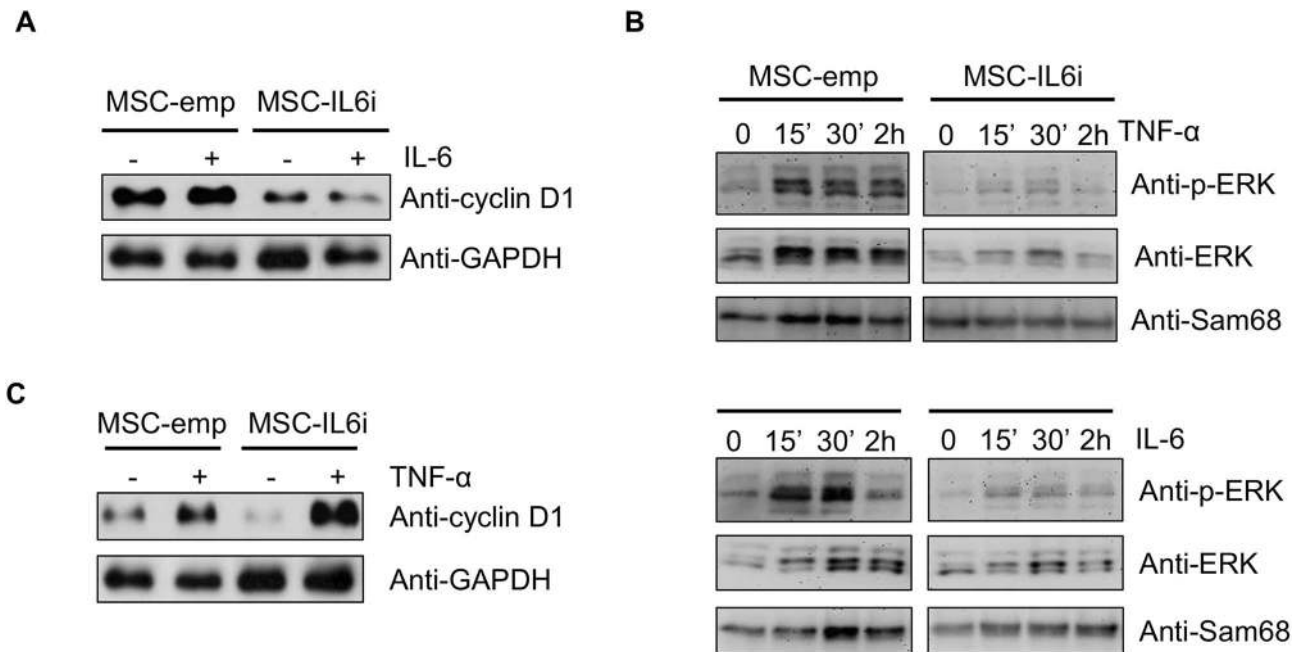 A
MSC-emp MSC-IL6i
- + - + IL-6
Anti-cyclin D1
Anti-GAPDH
B
MSC-emp MSC-IL6i
0 15’ 30’ 2h 0 15’ 30’ 2h TNF-α
Anti-p-ERK
Anti-ERK
Anti-Sam68
C
MSC-emp MSC-IL6i
- + - + TNF-α
Anti-cyclin D1
Anti-GAPDH
0 15’ 30’ 2h 0 15’ 30’ 2h IL-6
Anti-p-ERK
Anti-ERK
Anti-Sam68